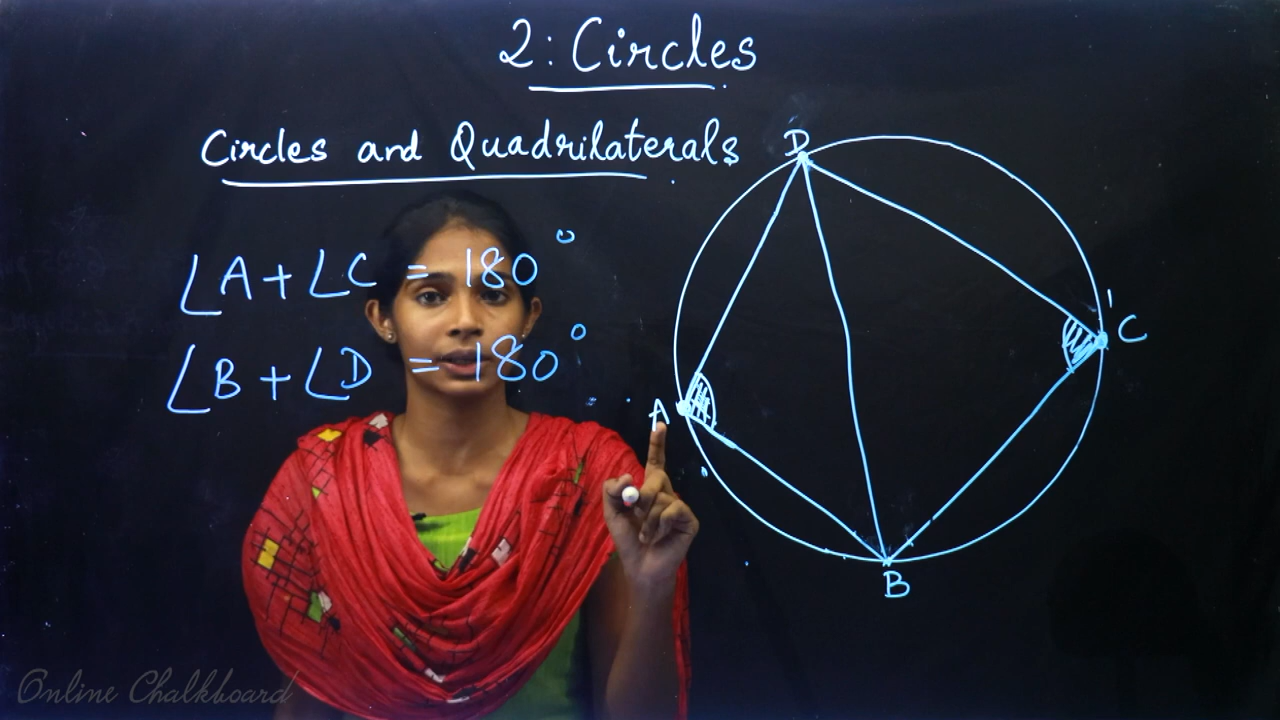 2: Circles
Circles and Quadrilaterals
∠A + ∠C = 180°
∠B + ∠D = 180°
D
C
A
B
Online Chalkboard